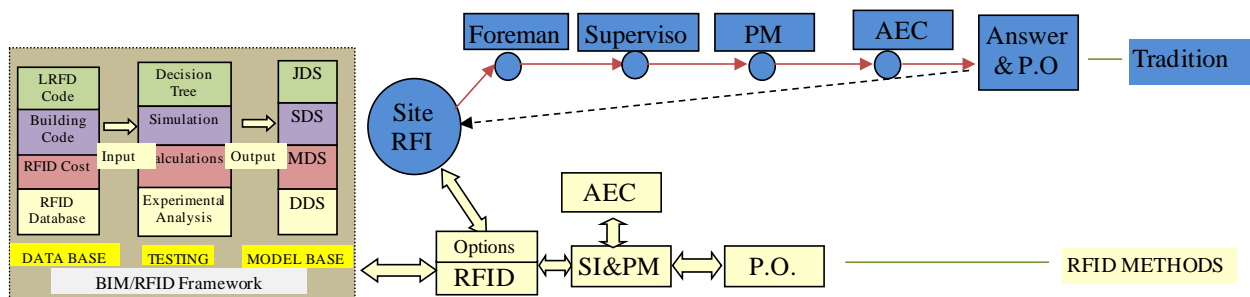 Foreman
Superviso
PM
AEC
Answer
& P.O
Tradition
LRFD
Code
Decision
Tree
JDS
Building
Code
Simulation
SDS
Site
RFI
Input
Output
RFID Cost
alculations
MDS
RFID
Database
Experimental
Analysis
DDS
AEC
Options
RFID
SI&PM
P.O.
RFID METHODS
DATA BASE
TESTING
MODEL BASE
BIM/RFID Framework